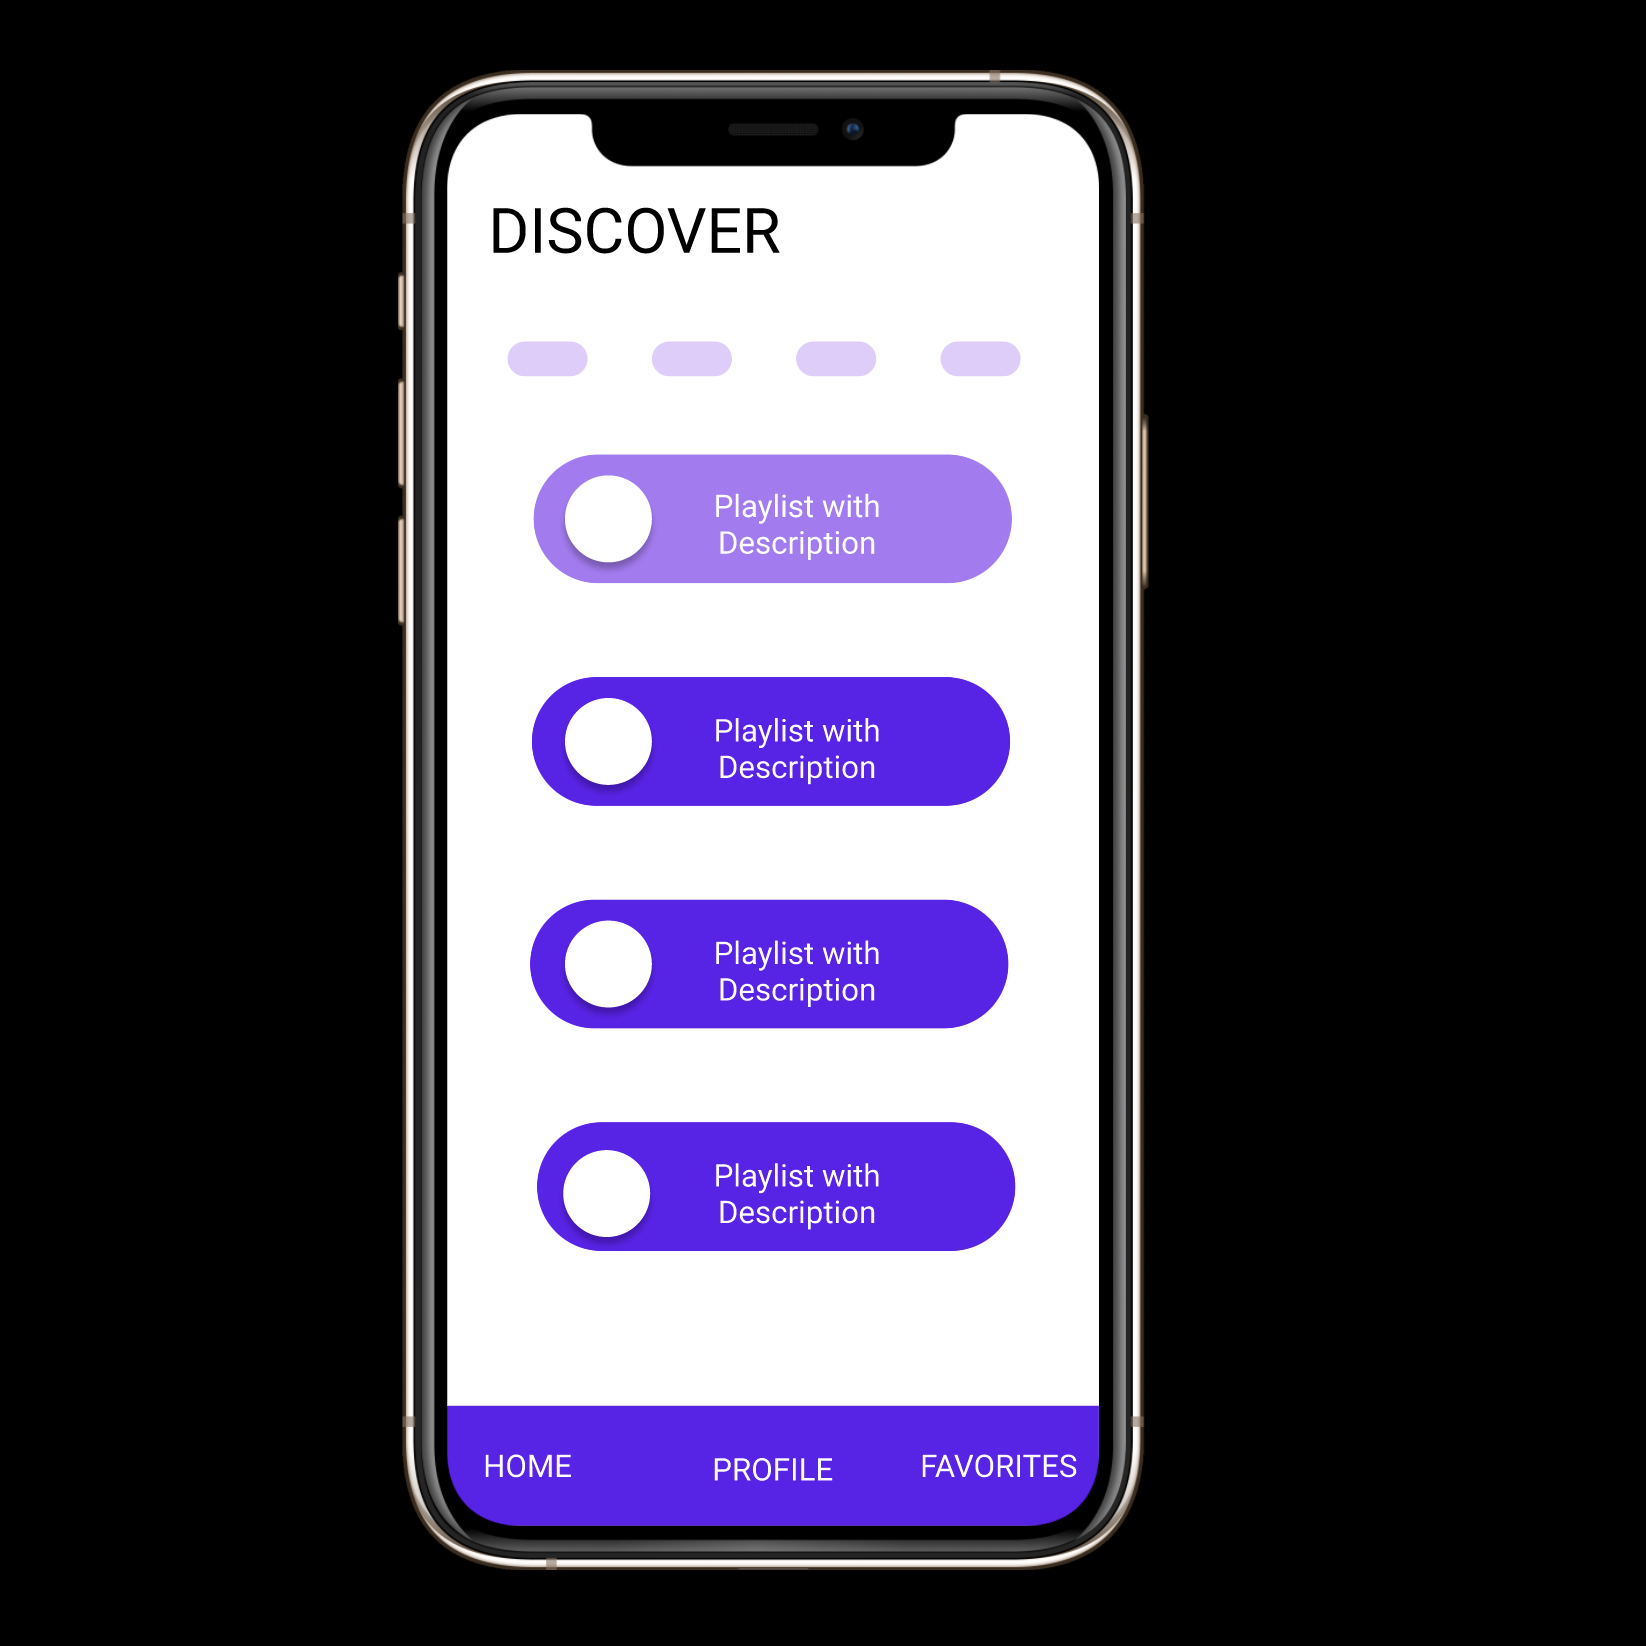 DISCOVER
Playlist with
Description
Playlist with
Description
Playlist with
Description
Playlist with
Description
HOME
PROFILE
FAVORITES